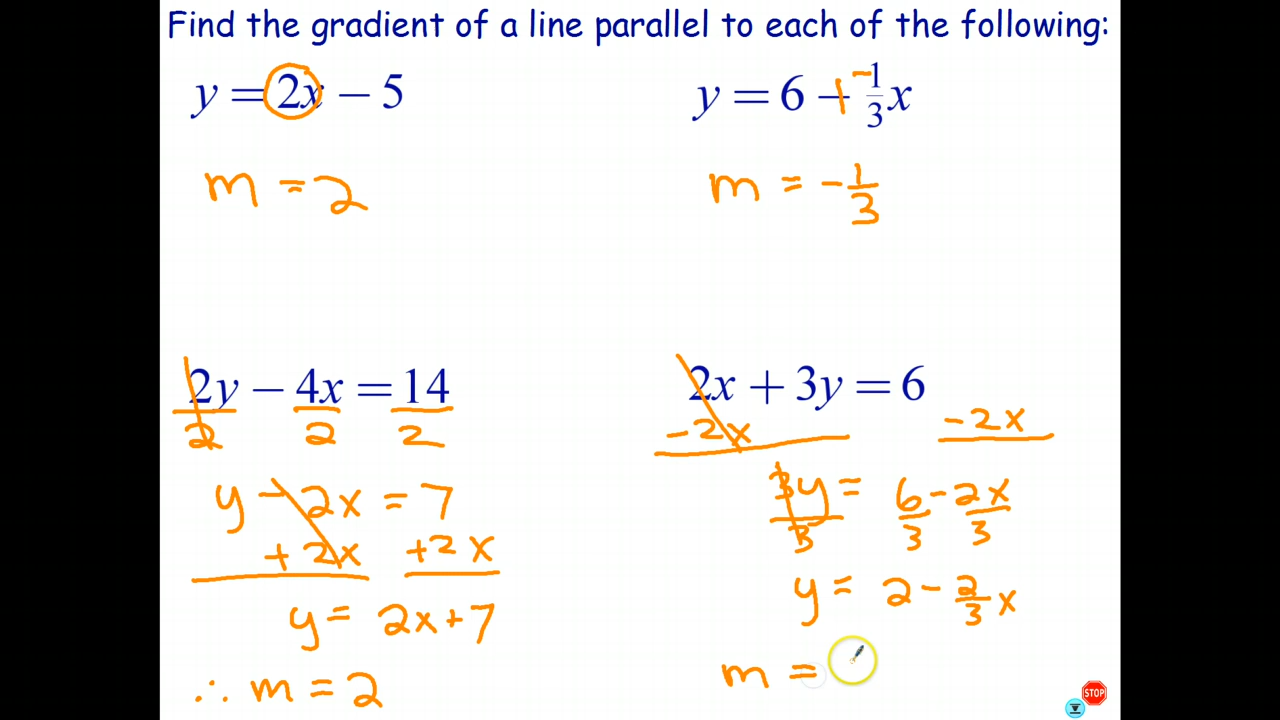 Find the gradient of a line parallel to each of the following:
y = 2x − 5
m = 2
y = 6 + -1/3 x
m = -1/3
2y − 4x = 14
2 2 2
y − 2x = 7
+ 2x +2x
y = 2x+7
∴ m = 2
2x + 3y = 6
-2x -2x
3y = 6 - 2x
3 3 3
y = 2 - 2/3 x
m =
STOP